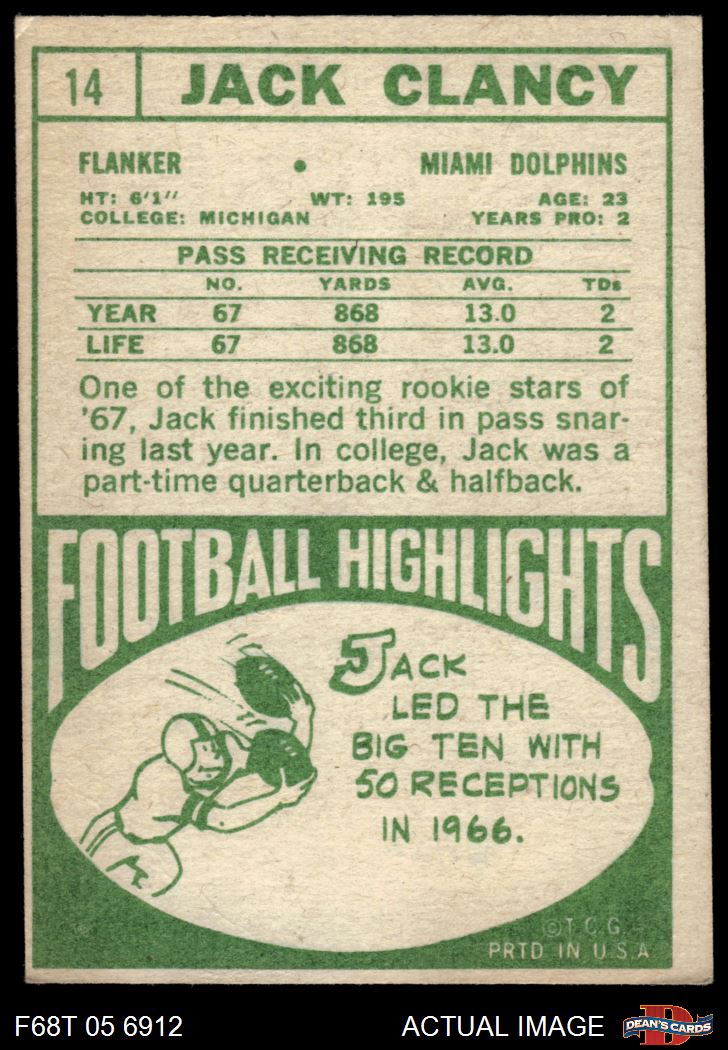 14 JACK CLANCY
FLANKER • MIAMI DOLPHINS
HT: 6'1" WT: 195 AGE: 23
COLLEGE: MICHIGAN YEARS PRO: 2
PASS RECEIVING RECORD
NO. YARDS AVG. TDs
YEAR 67 868 13.0 2
LIFE 67 868 13.0 2
One of the exciting rookie stars of
'67, Jack finished third in pass snar-
ing last year. In college, Jack was a
part-time quarterback & halfback.
FOOTBALL HIGHLIGHTS
JACK
LED THE
BIG TEN WITH
50 RECEPTIONS
IN 1966.
©T.C.G.
PRTD IN U.S.A
F68T 05 6912 ACTUAL IMAGE DEAN'S CARDS